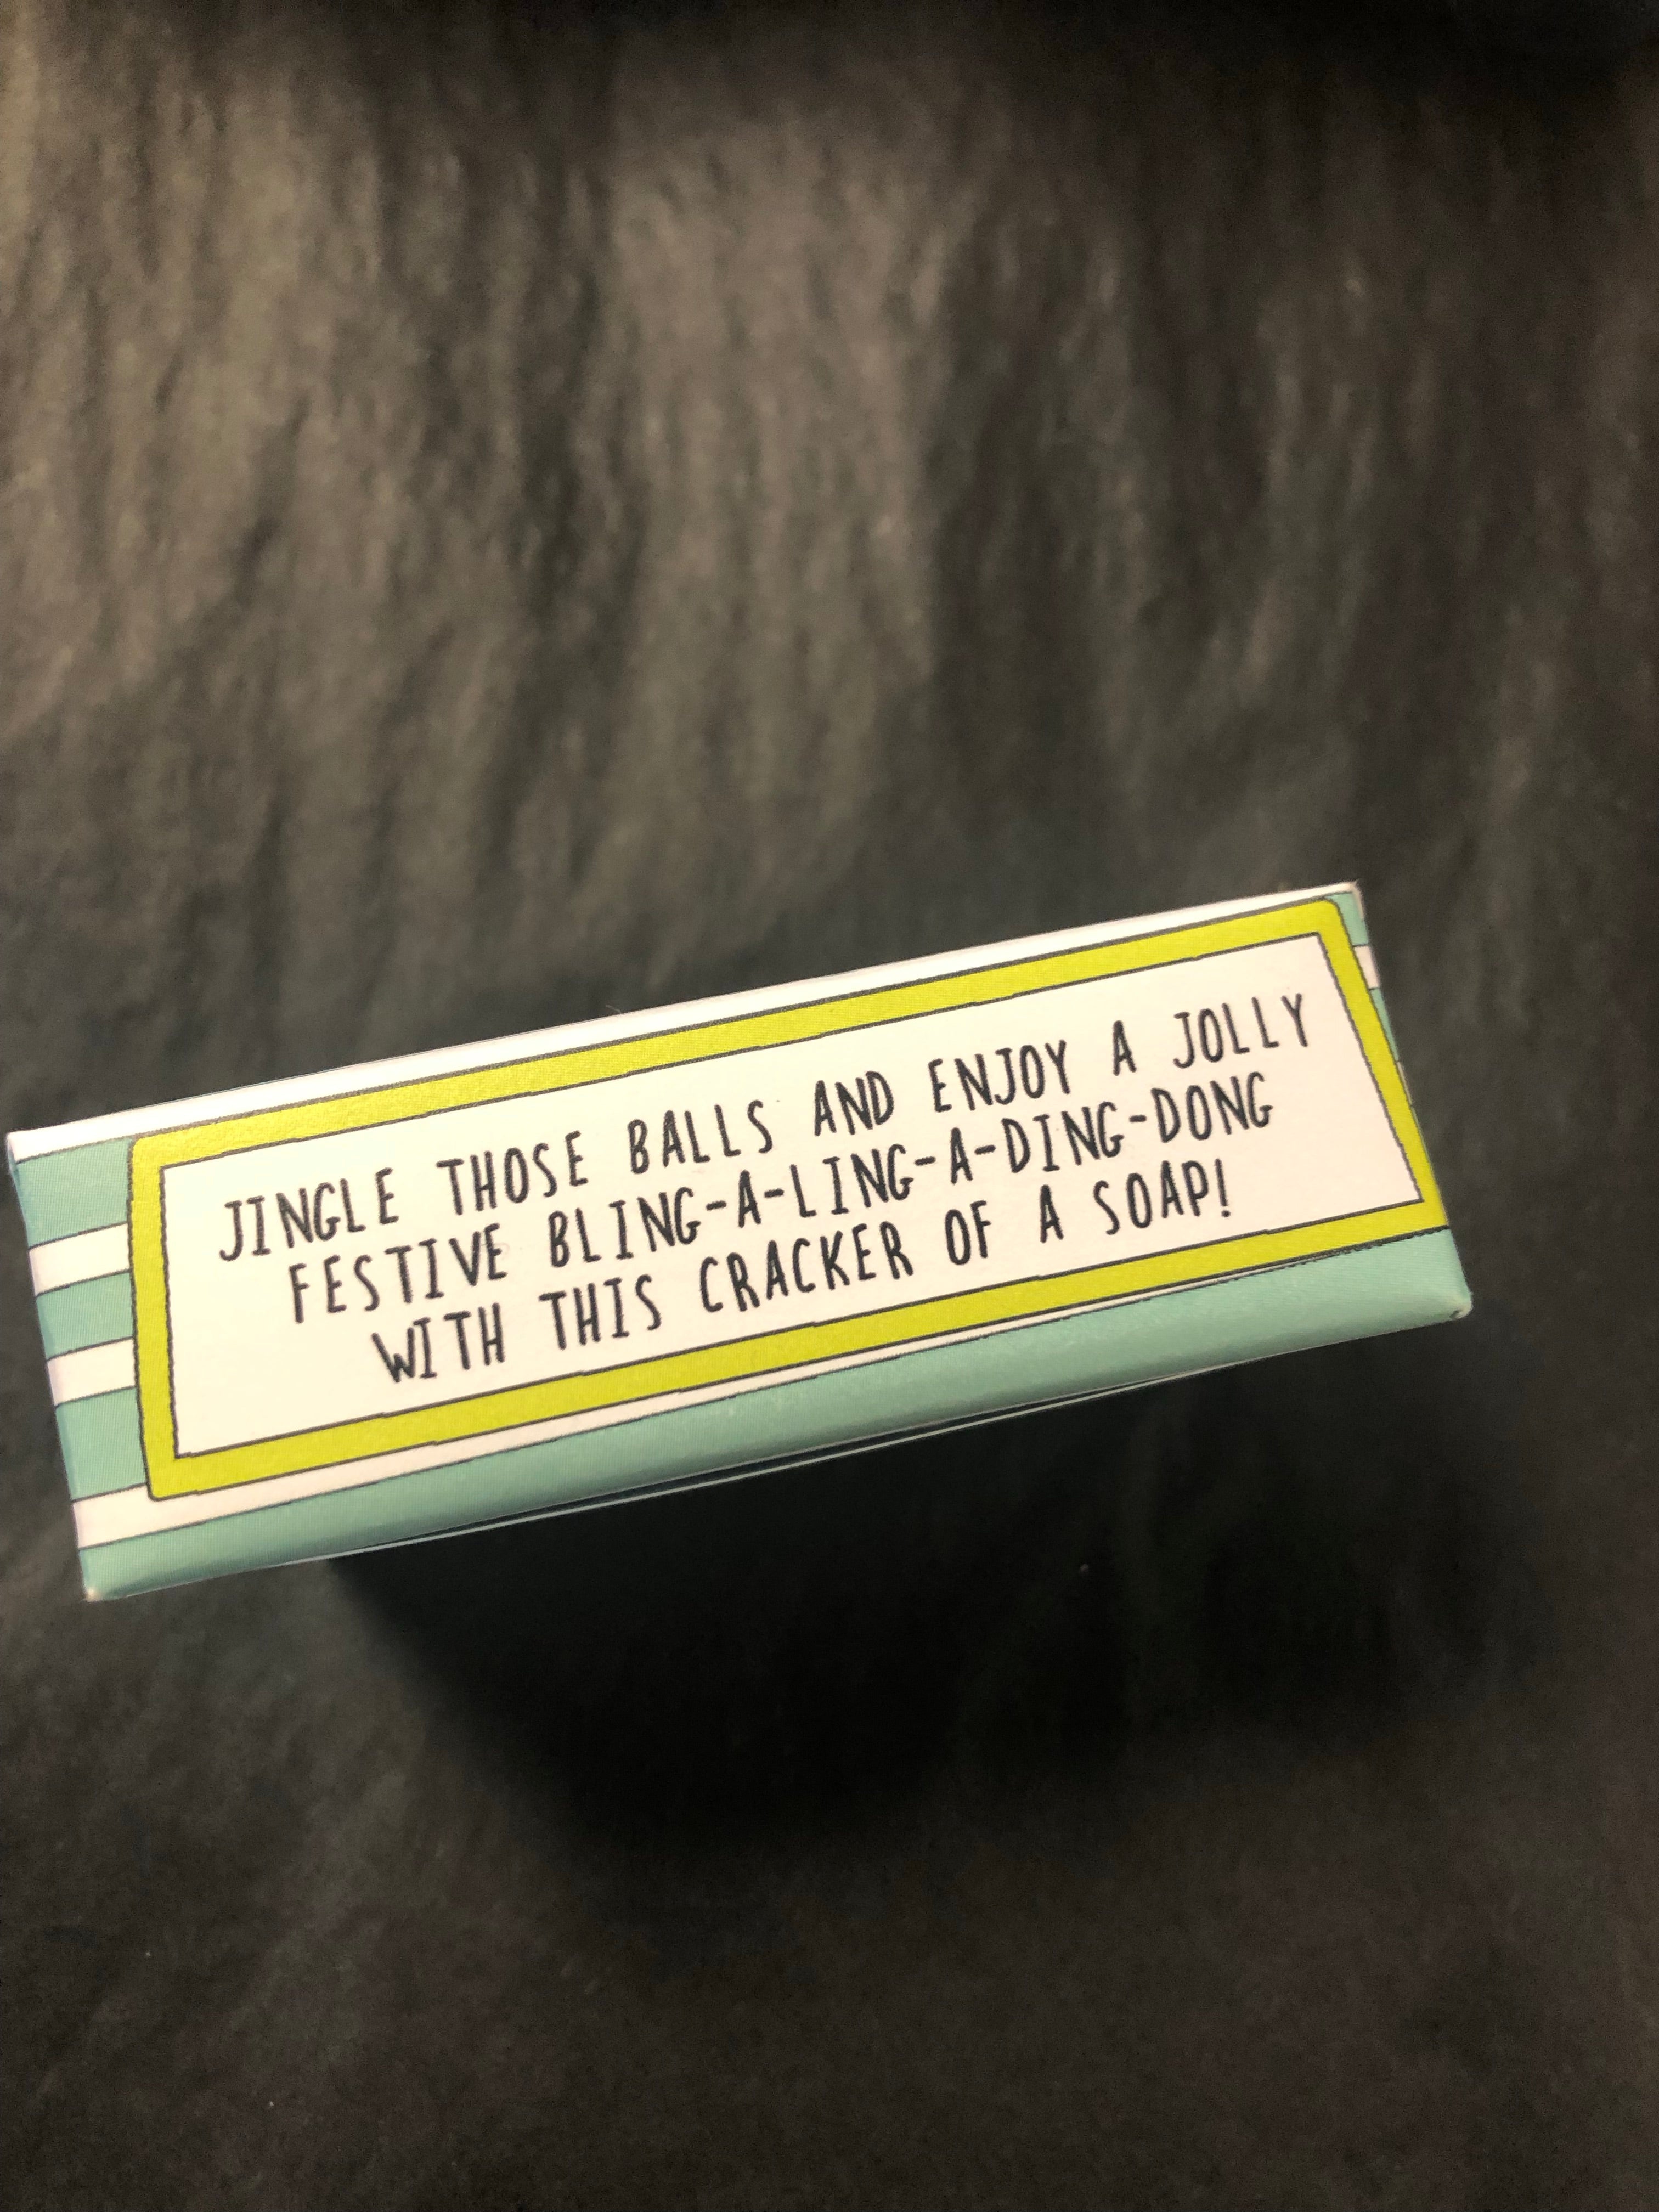 JINGLE THOSE BALLS AND ENJOY A JOLLY
FESTIVE BLING-A-LING-A-DING-DONG
WITH THIS CRACKER OF A SOAP!